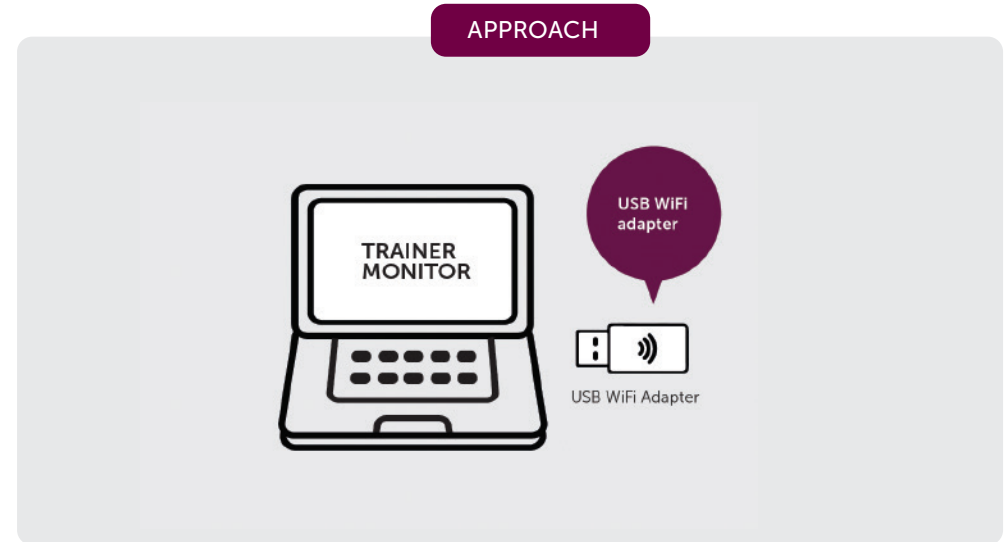 APPROACH
TRAINER
MONITOR
USB WiFi
adapter
USB WiFi Adapter